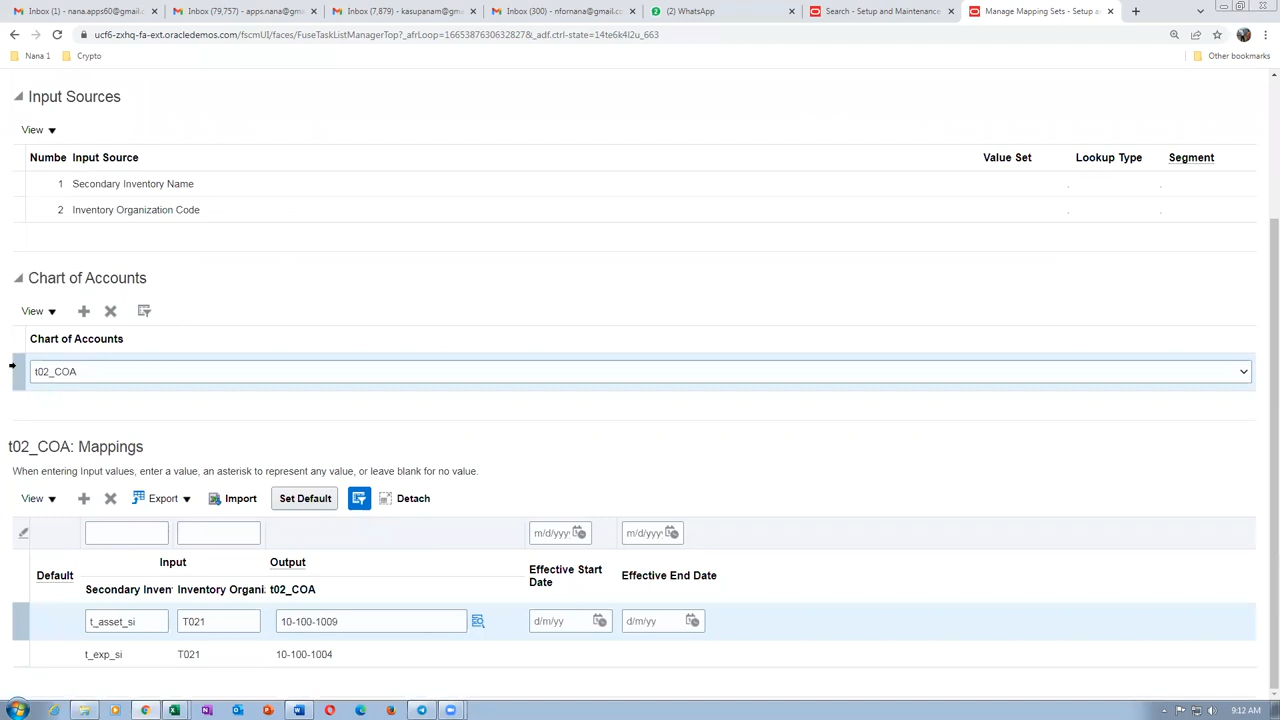 Inbox (1) - nana.apps60@gmail.c
Inbox (79,757) - apps.nana@gm
Inbox (7,879) - kasupanam@gma
Inbox (300) - nfornana@gmail.co
(2) WhatsApp
Search - Setup and Maintenance
Manage Mapping Sets - Setup a
ucf6-zxhq-fa-ext.oracledemos.com/fscmUI/faces/FuseTaskListManagerTop?_afrLoop=16653876306328278&_adf.ctrl-state=14te6k4l2u_663
Nana 1
Crypto
Other bookmarks
Input Sources
View
Numbe Input Source Value Set Lookup Type Segment
1 Secondary Inventory Name
2 Inventory Organization Code
Chart of Accounts
View
Chart of Accounts
t02_COA
t02_COA: Mappings
When entering Input values, enter a value, an asterisk to represent any value, or leave blank for no value.
View Export Import Set Default Detach
m/d/yyy m/d/yyy
Default
Input Output
Effective Start Date
Effective End Date
Secondary Inven Inventory Organi: t02_COA
t_asset_si T021 10-100-1009 d/m/yy d/m/yy
t_exp_si T021 10-100-1004
9:12 AM